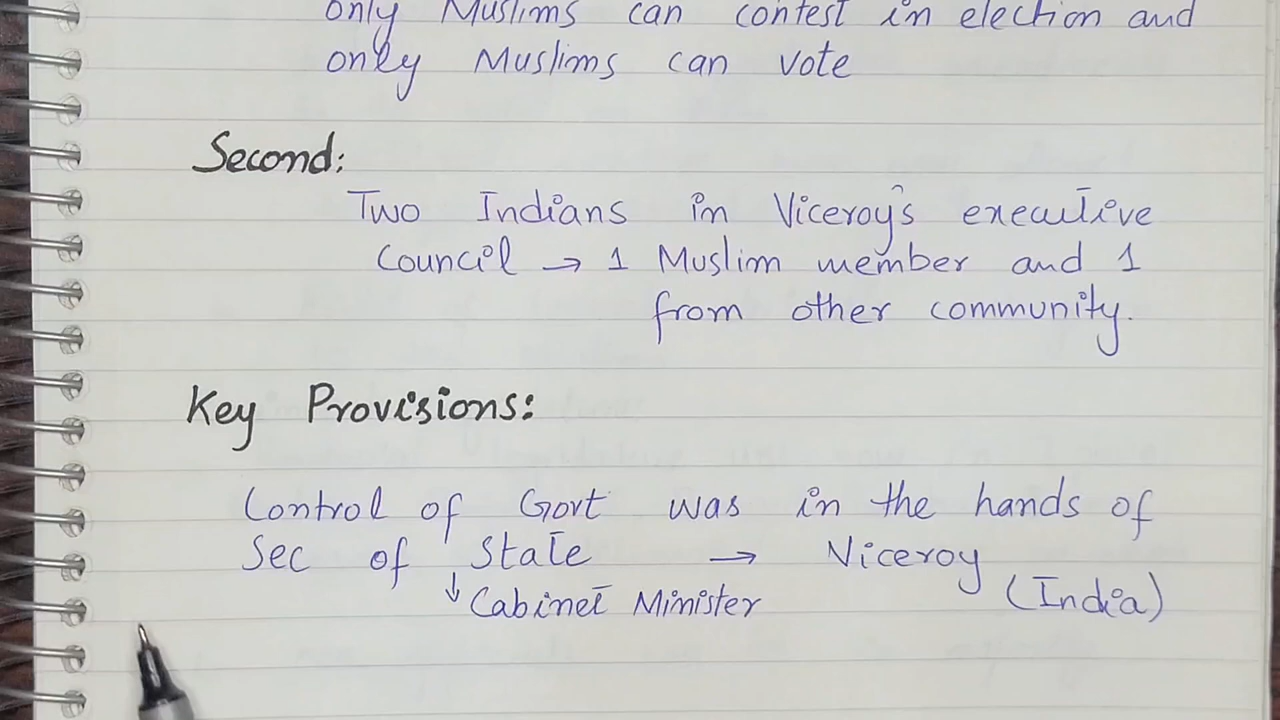 only Muslims can contest in election and
only Muslims can vote
Second:
Two Indians in Viceroy's executive
Council → 1 Muslim member and 1
from other community.
Key Provisions:
Control of Govt was in the hands of
Sec of State → Viceroy
↓ Cabinet Minister (India)